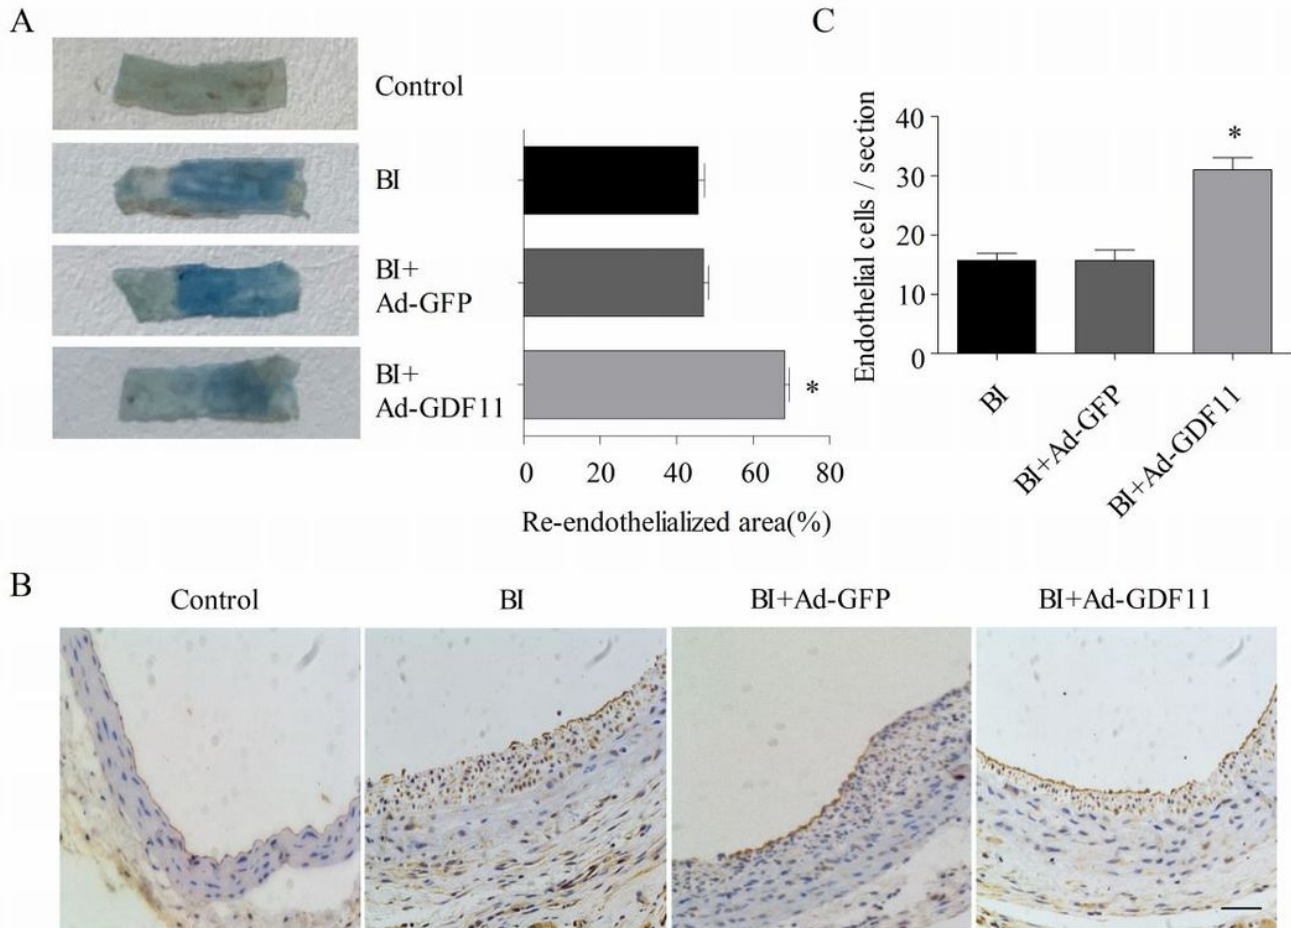 A
Control
BI
BI+
Ad-GFP
BI+
Ad-GDF11
*
0 20 40 60 80
Re-endothelialized area(%)
C
Endothelial cells / section
40
30
20
10
0
*
BI
BI+Ad-GFP
BI+Ad-GDF11
B
Control BI BI+Ad-GFP BI+Ad-GDF11